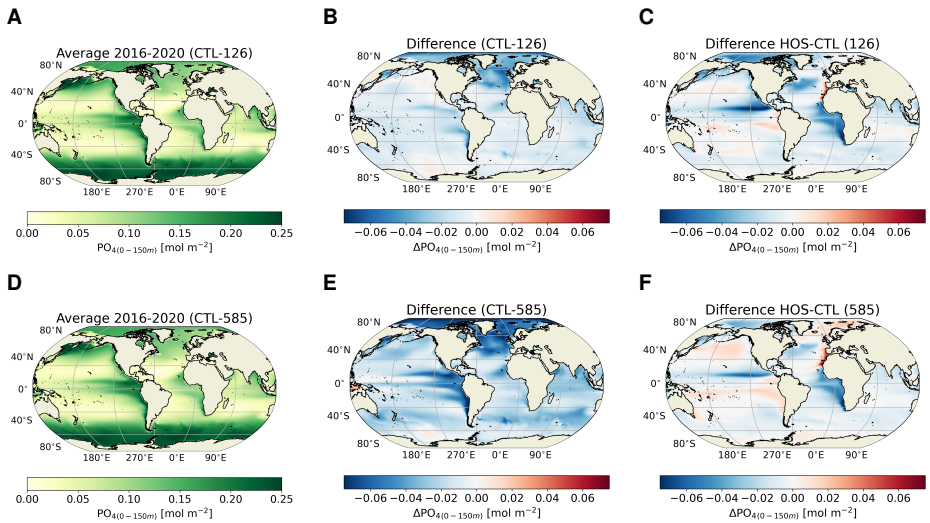 A
B
C
Average 2016-2020 (CTL-126)
Difference (CTL-126)
Difference HOS-CTL (126)
80°N
40°N
0°
40°S
80°S
180°E 270°E 0°E 90°E
80°N
40°N
0°
40°S
80°S
180°E 270°E 0°E 90°E
80°N
40°N
0°
40°S
80°S
180°E 270°E 0°E 90°E
0.00 0.05 0.10 0.15 0.20 0.25
PO4(0−150m) [mol m−2]
−0.06 −0.04 −0.02 0.00 0.02 0.04 0.06
ΔPO4(0−150m) [mol m−2]
−0.06 −0.04 −0.02 0.00 0.02 0.04 0.06
ΔPO4(0−150m) [mol m−2]
D
E
F
Average 2016-2020 (CTL-585)
Difference (CTL-585)
Difference HOS-CTL (585)
80°N
40°N
0°
40°S
80°S
180°E 270°E 0°E 90°E
80°N
40°N
0°
40°S
80°S
180°E 270°E 0°E 90°E
80°N
40°N
0°
40°S
80°S
180°E 270°E 0°E 90°E
0.00 0.05 0.10 0.15 0.20 0.25
PO4(0−150m) [mol m−2]
−0.06 −0.04 −0.02 0.00 0.02 0.04 0.06
ΔPO4(0−150m) [mol m−2]
−0.06 −0.04 −0.02 0.00 0.02 0.04 0.06
ΔPO4(0−150m) [mol m−2]